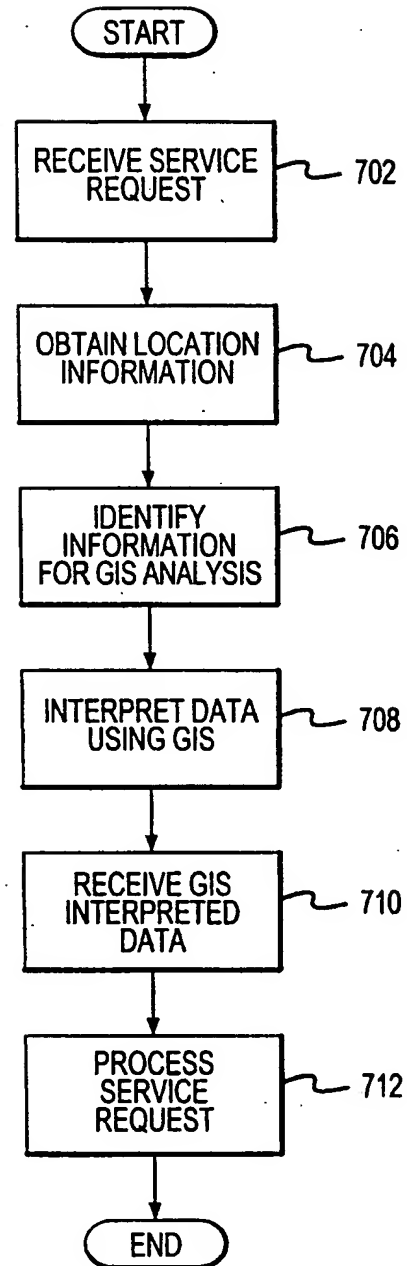 START
RECEIVE SERVICE
REQUEST
702
OBTAIN LOCATION
INFORMATION
704
IDENTIFY
INFORMATION
FOR GIS ANALYSIS
706
INTERPRET DATA
USING GIS
708
RECEIVE GIS
INTERPRETED
DATA
710
PROCESS
SERVICE
REQUEST
712
END